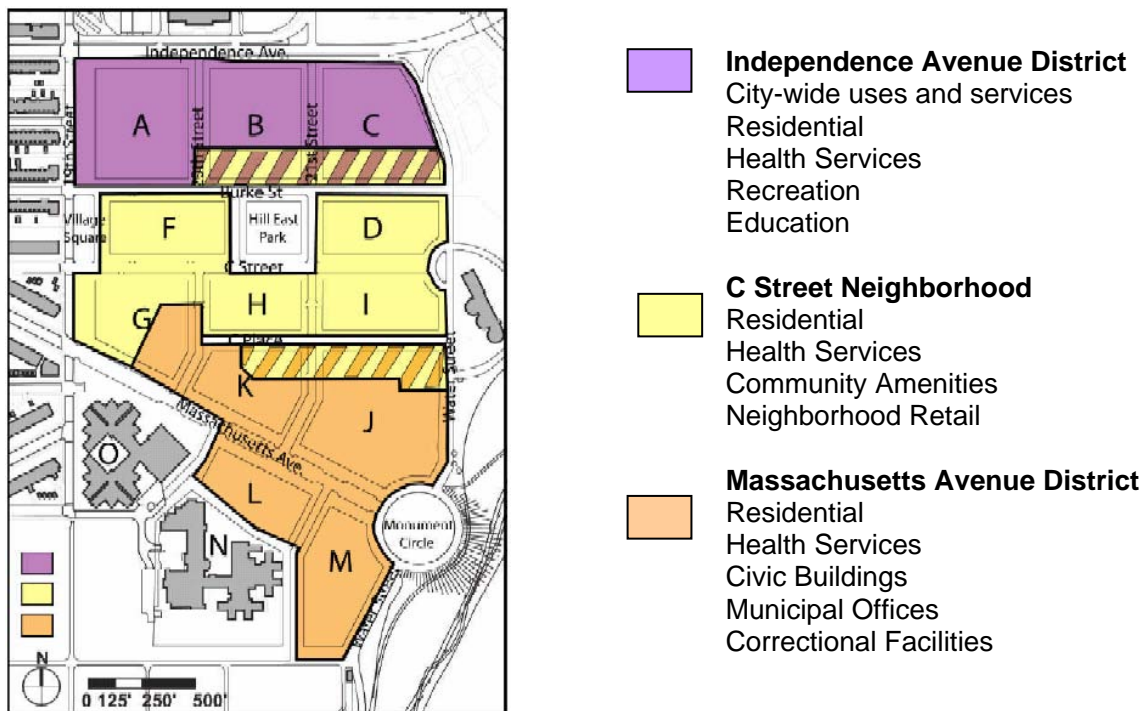 Independence Ave.
19th Street
A
20th Street
B
21st Street
C
Burke St
Village
Square
F
Hill East
Park
D
C Street
G
H
I
C Place
K
J
Water Street
Massachusetts Ave.
O
L
Monument
Circle
N
M
N
0 125' 250' 500'
Independence Avenue District
City-wide uses and services
Residential
Health Services
Recreation
Education
C Street Neighborhood
Residential
Health Services
Community Amenities
Neighborhood Retail
Massachusetts Avenue District
Residential
Health Services
Civic Buildings
Municipal Offices
Correctional Facilities